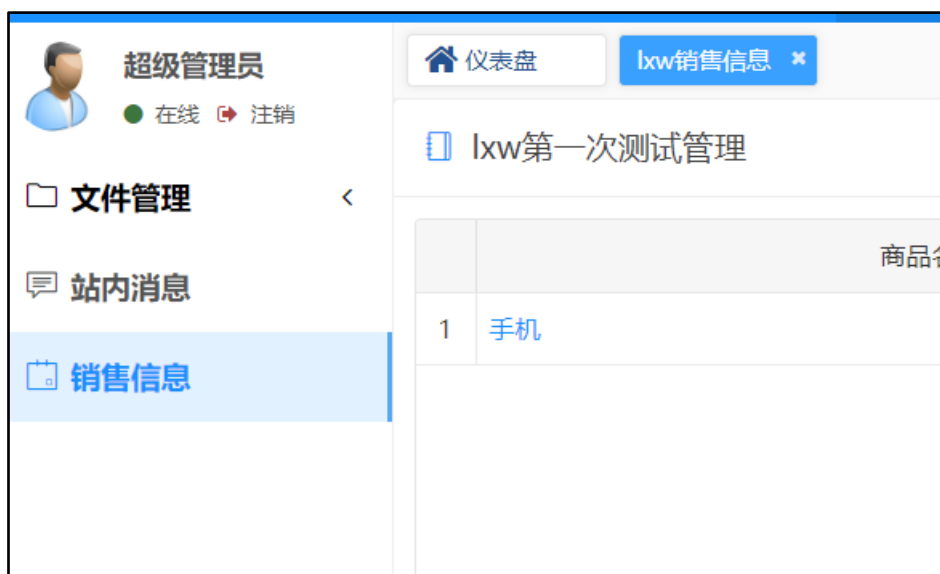 超级管理员
在线 注销
文件管理
站内消息
销售信息
仪表盘 lxw销售信息
lxw第一次测试管理
商品
1 手机